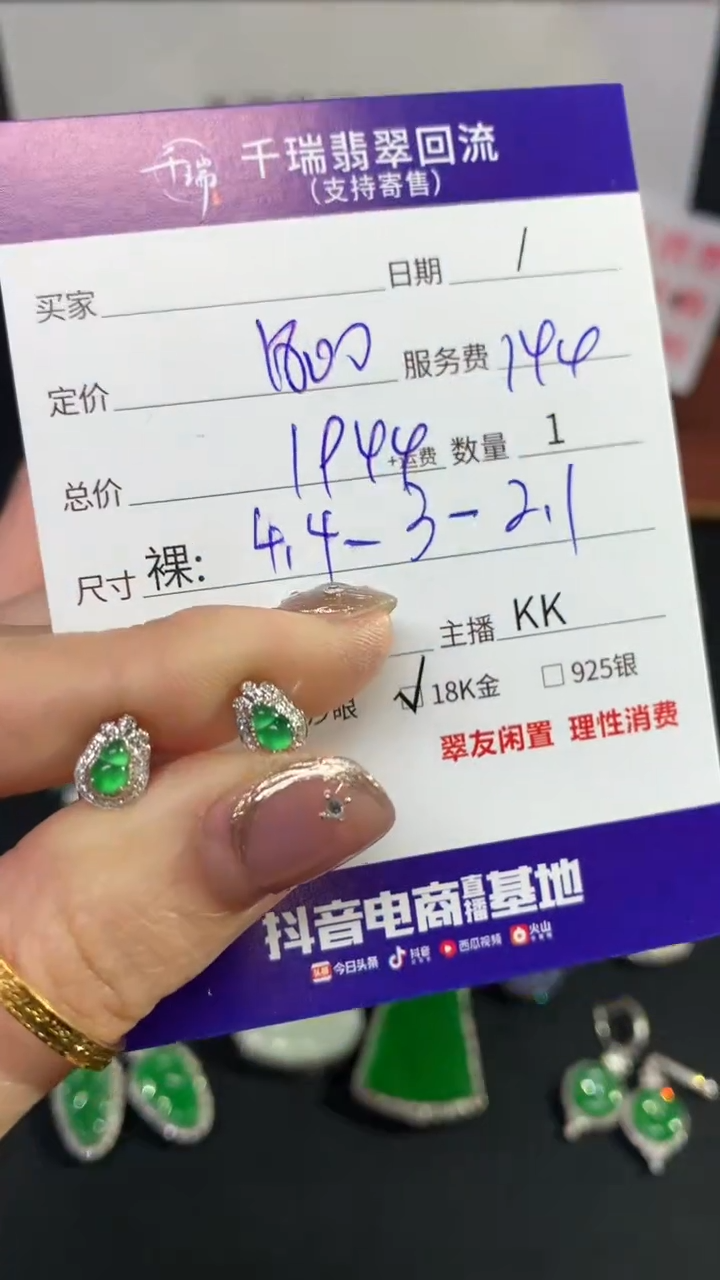 千瑞 千瑞翡翠回流
(支持寄售)
买家 日期 /
定价 1800 服务费 144
总价 1944 +运费 数量 1
尺寸 裸: 4.4-3-2.1
主播 KK
✓18K金 □925银
翠友闲置 理性消费
抖音电商直播基地
头条 今日头条 抖音 西瓜视频 火山